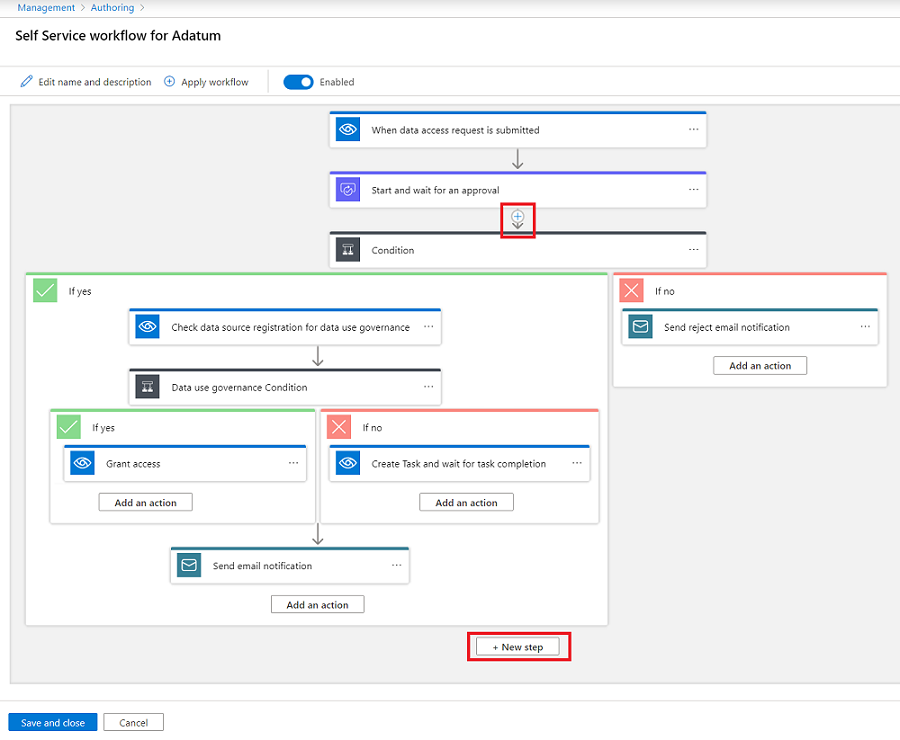 Management > Authoring >
Self Service workflow for Adatum
Edit name and description
Apply workflow
Enabled
When data access request is submitted
Start and wait for an approval
Condition
If yes
If no
Check data source registration for data use governance
Send reject email notification
Add an action
Data use governance Condition
If yes
If no
Grant access
Create Task and wait for task completion
Add an action
Add an action
Send email notification
Add an action
+ New step
Save and close
Cancel